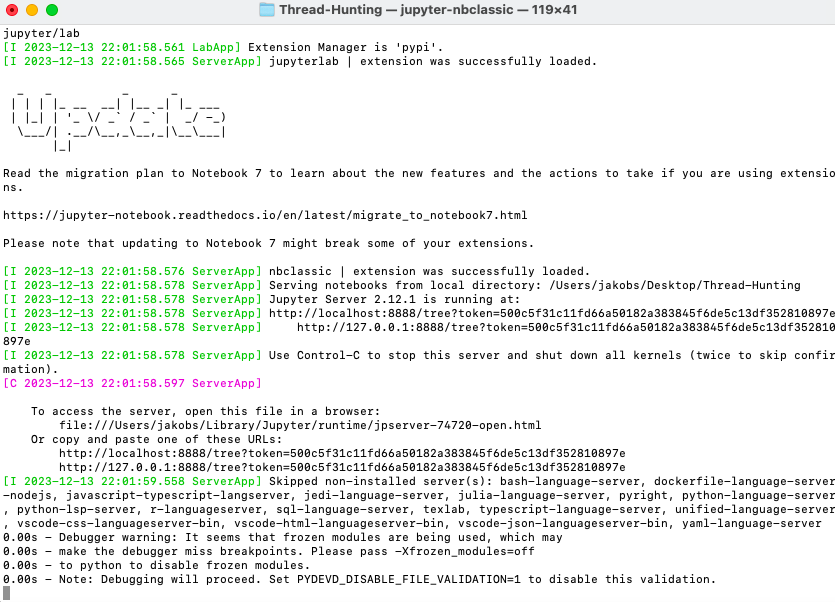 Thread-Hunting — jupyter-nbclassic — 119×41
jupyter/lab
[I 2023-12-13 22:01:58.561 LabApp] Extension Manager is 'pypi'.
[I 2023-12-13 22:01:58.565 ServerApp] jupyterlab | extension was successfully loaded.
  _   _          _      _
 | | | |_ __  __| |__ _| |_ ___
 | |_| | '_ \/ _` / _` |  _/ -_)
  \___/| .__/\__,_\__,_|\__\___|
       |_|
Read the migration plan to Notebook 7 to learn about the new features and the actions to take if you are using extensio
ns.
https://jupyter-notebook.readthedocs.io/en/latest/migrate_to_notebook7.html
Please note that updating to Notebook 7 might break some of your extensions.
[I 2023-12-13 22:01:58.576 ServerApp] nbclassic | extension was successfully loaded.
[I 2023-12-13 22:01:58.578 ServerApp] Serving notebooks from local directory: /Users/jakobs/Desktop/Thread-Hunting
[I 2023-12-13 22:01:58.578 ServerApp] Jupyter Server 2.12.1 is running at:
[I 2023-12-13 22:01:58.578 ServerApp] http://localhost:8888/tree?token=500c5f31c11fd66a50182a383845f6de5c13df352810897e
[I 2023-12-13 22:01:58.578 ServerApp]     http://127.0.0.1:8888/tree?token=500c5f31c11fd66a50182a383845f6de5c13df352810
897e
[I 2023-12-13 22:01:58.578 ServerApp] Use Control-C to stop this server and shut down all kernels (twice to skip confir
mation).
[C 2023-12-13 22:01:58.597 ServerApp]
    To access the server, open this file in a browser:
        file:///Users/jakobs/Library/Jupyter/runtime/jpserver-74720-open.html
    Or copy and paste one of these URLs:
        http://localhost:8888/tree?token=500c5f31c11fd66a50182a383845f6de5c13df352810897e
        http://127.0.0.1:8888/tree?token=500c5f31c11fd66a50182a383845f6de5c13df352810897e
[I 2023-12-13 22:01:59.558 ServerApp] Skipped non-installed server(s): bash-language-server, dockerfile-language-server
-nodejs, javascript-typescript-langserver, jedi-language-server, julia-language-server, pyright, python-language-server
, python-lsp-server, r-languageserver, sql-language-server, texlab, typescript-language-server, unified-language-server
, vscode-css-languageserver-bin, vscode-html-languageserver-bin, vscode-json-languageserver-bin, yaml-language-server
0.00s - Debugger warning: It seems that frozen modules are being used, which may
0.00s - make the debugger miss breakpoints. Please pass -Xfrozen_modules=off
0.00s - to python to disable frozen modules.
0.00s - Note: Debugging will proceed. Set PYDEVD_DISABLE_FILE_VALIDATION=1 to disable this validation.